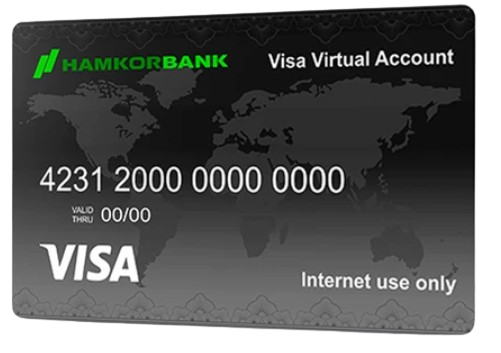 HAMKORBANK
Visa Virtual Account
4231 2000 0000 0000
VALID THRU 00/00
VISA
Internet use only